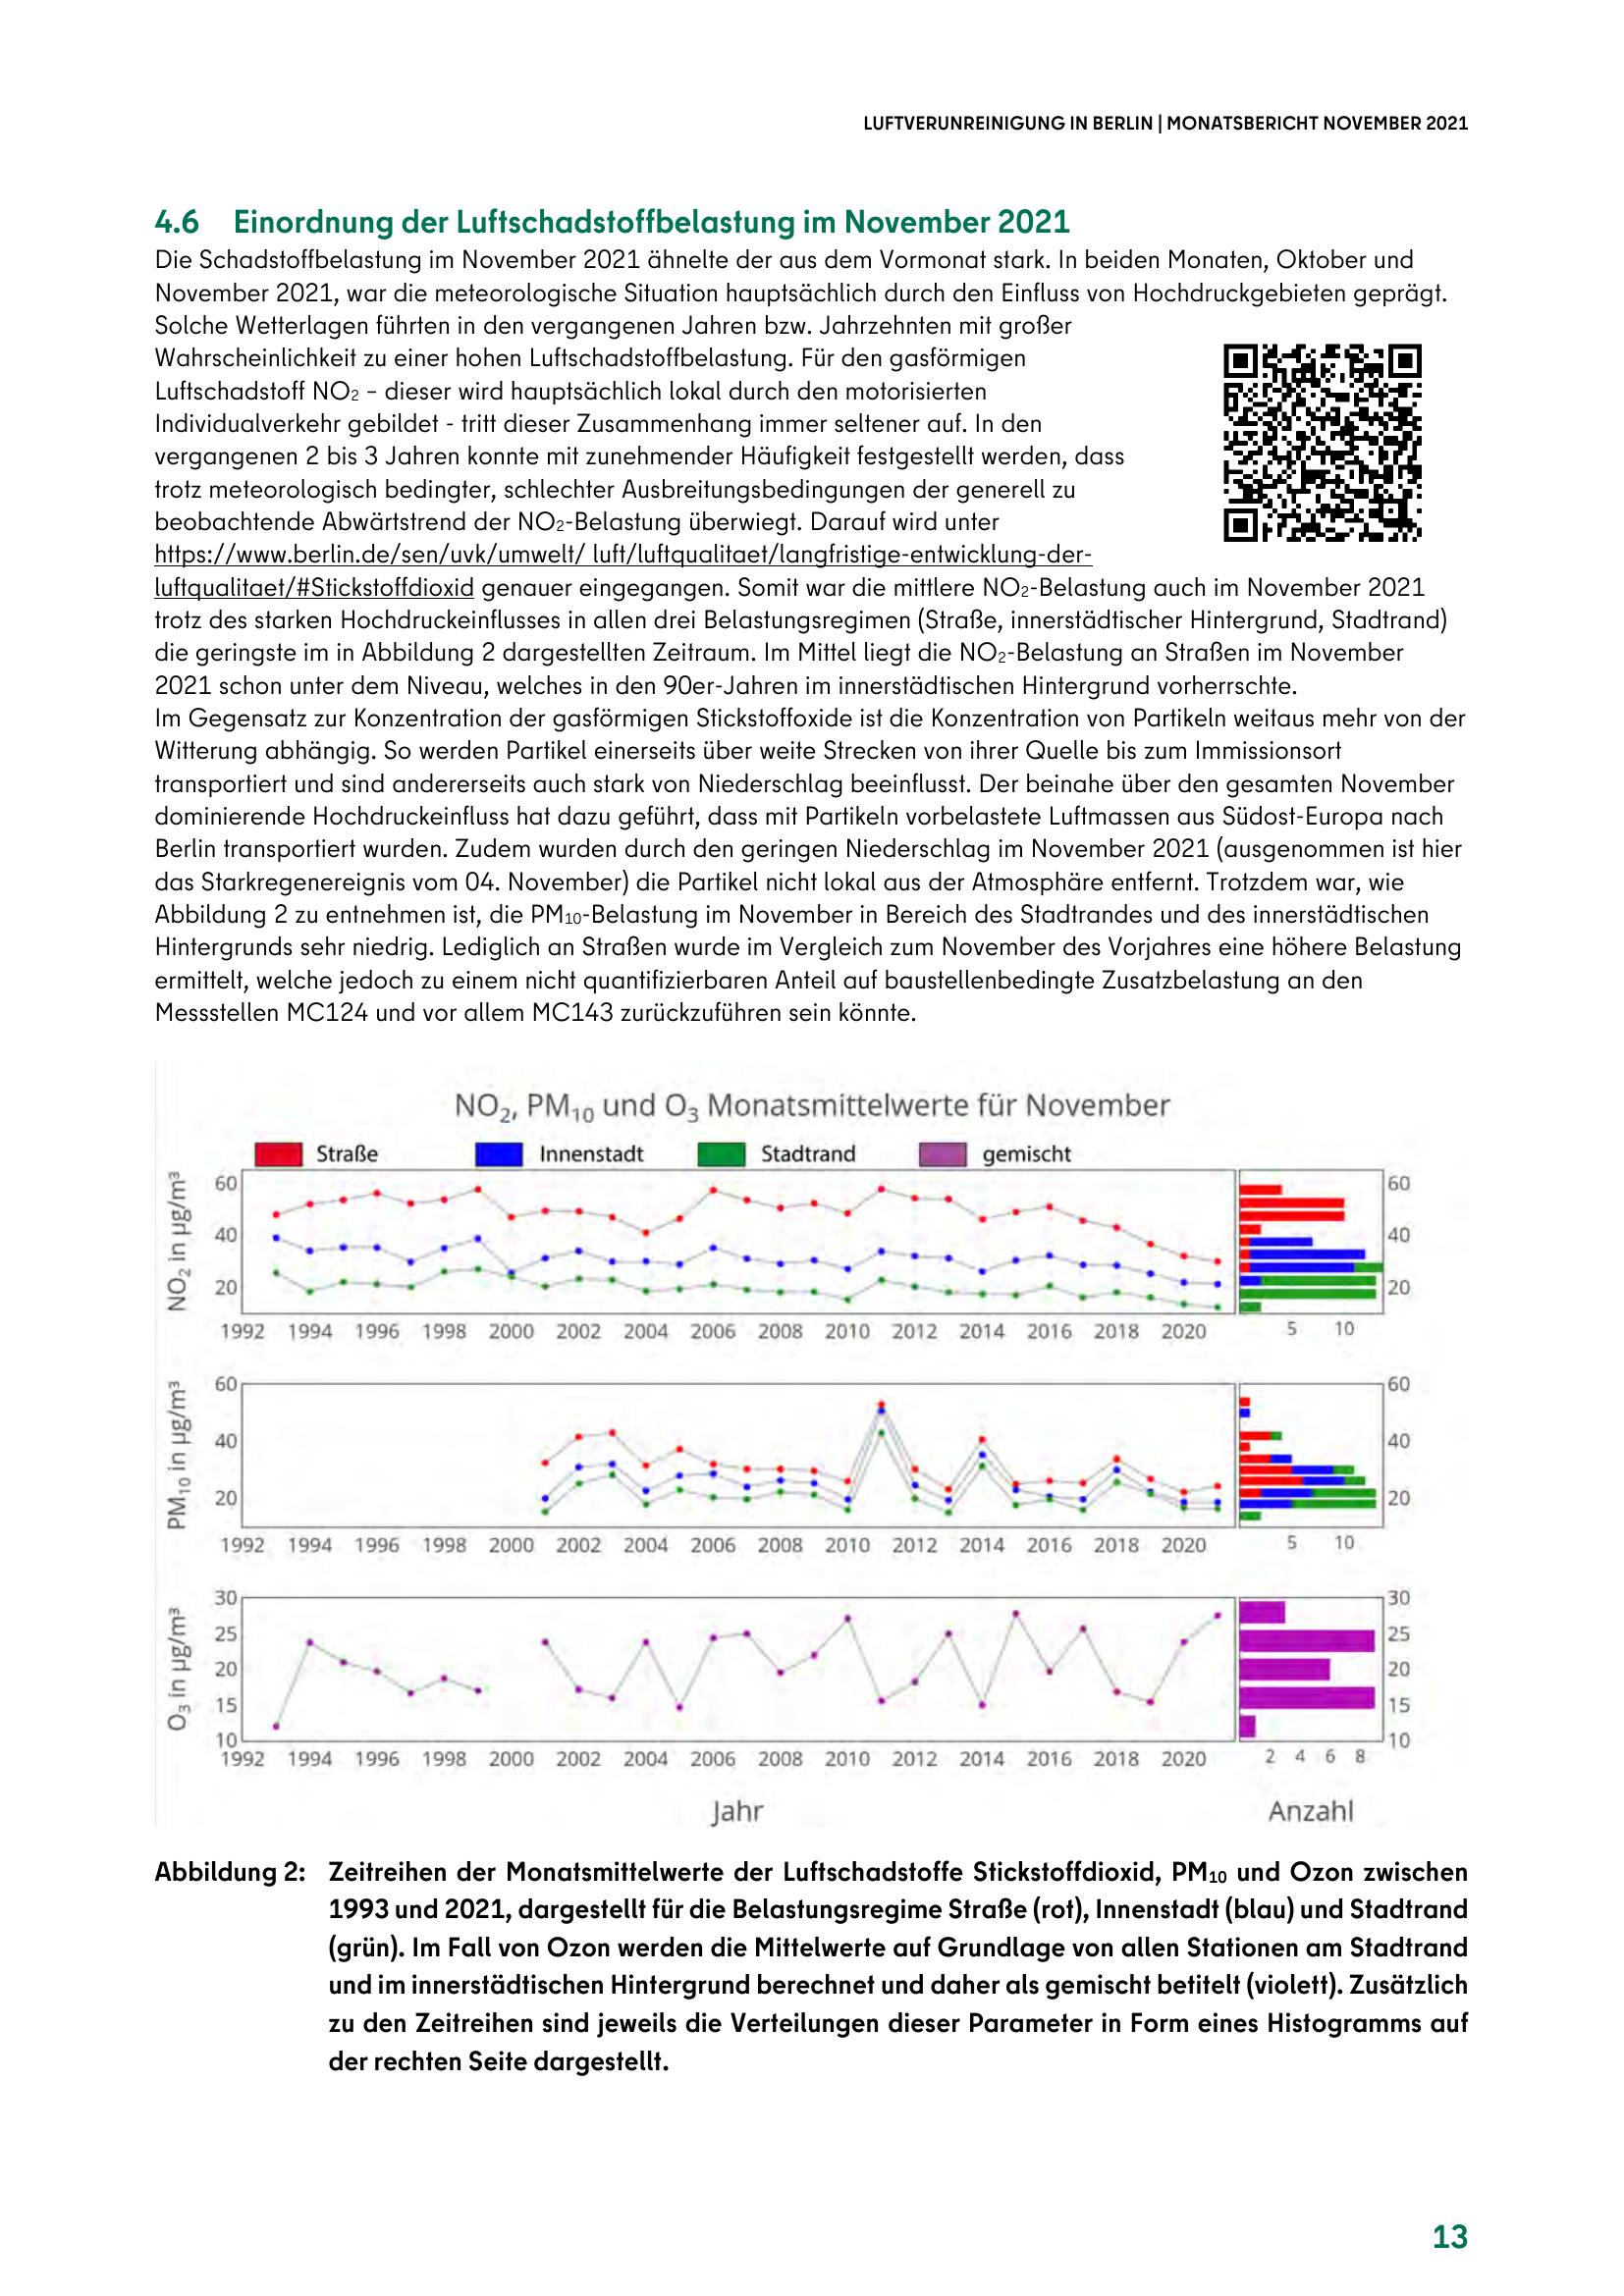 LUFTVERUNREINIGUNG IN BERLIN | MONATSBERICHT NOVEMBER 2021
4.6 Einordnung der Luftschadstoffbelastung im November 2021
Die Schadstoffbelastung im November 2021 ähnelte der aus dem Vormonat stark. In beiden Monaten, Oktober und
November 2021, war die meteorologische Situation hauptsächlich durch den Einfluss von Hochdruckgebieten geprägt.
Solche Wetterlagen führten in den vergangenen Jahren bzw. Jahrzehnten mit großer
Wahrscheinlichkeit zu einer hohen Luftschadstoffbelastung. Für den gasförmigen
Luftschadstoff NO₂ – dieser wird hauptsächlich lokal durch den motorisierten
Individualverkehr gebildet - tritt dieser Zusammenhang immer seltener auf. In den
vergangenen 2 bis 3 Jahren konnte mit zunehmender Häufigkeit festgestellt werden, dass
trotz meteorologisch bedingter, schlechter Ausbreitungsbedingungen der generell zu
beobachtende Abwärtstrend der NO₂-Belastung überwiegt. Darauf wird unter
https://www.berlin.de/sen/uvk/umwelt/ luft/luftqualitaet/langfristige-entwicklung-der-
luftqualitaet/#Stickstoffdioxid genauer eingegangen. Somit war die mittlere NO₂-Belastung auch im November 2021
trotz des starken Hochdruckeinflusses in allen drei Belastungsregimen (Straße, innerstädtischer Hintergrund, Stadtrand)
die geringste im in Abbildung 2 dargestellten Zeitraum. Im Mittel liegt die NO₂-Belastung an Straßen im November
2021 schon unter dem Niveau, welches in den 90er-Jahren im innerstädtischen Hintergrund vorherrschte.
Im Gegensatz zur Konzentration der gasförmigen Stickstoffoxide ist die Konzentration von Partikeln weitaus mehr von der
Witterung abhängig. So werden Partikel einerseits über weite Strecken von ihrer Quelle bis zum Immissionsort
transportiert und sind andererseits auch stark von Niederschlag beeinflusst. Der beinahe über den gesamten November
dominierende Hochdruckeinfluss hat dazu geführt, dass mit Partikeln vorbelastete Luftmassen aus Südost-Europa nach
Berlin transportiert wurden. Zudem wurden durch den geringen Niederschlag im November 2021 (ausgenommen ist hier
das Starkregenereignis vom 04. November) die Partikel nicht lokal aus der Atmosphäre entfernt. Trotzdem war, wie
Abbildung 2 zu entnehmen ist, die PM₁₀-Belastung im November in Bereich des Stadtrandes und des innerstädtischen
Hintergrunds sehr niedrig. Lediglich an Straßen wurde im Vergleich zum November des Vorjahres eine höhere Belastung
ermittelt, welche jedoch zu einem nicht quantifizierbaren Anteil auf baustellenbedingte Zusatzbelastung an den
Messstellen MC124 und vor allem MC143 zurückzuführen sein könnte.
NO₂, PM₁₀ und O₃ Monatsmittelwerte für November
Straße Innenstadt Stadtrand gemischt
NO₂ in µg/m³
60 60
40 40
20 20
1992 1994 1996 1998 2000 2002 2004 2006 2008 2010 2012 2014 2016 2018 2020 5 10
PM₁₀ in µg/m³
60 60
40 40
20 20
1992 1994 1996 1998 2000 2002 2004 2006 2008 2010 2012 2014 2016 2018 2020 5 10
O₃ in µg/m³
30 30
25 25
20 20
15 15
10 10
1992 1994 1996 1998 2000 2002 2004 2006 2008 2010 2012 2014 2016 2018 2020 2 4 6 8
Jahr Anzahl
Abbildung 2: Zeitreihen der Monatsmittelwerte der Luftschadstoffe Stickstoffdioxid, PM₁₀ und Ozon zwischen
1993 und 2021, dargestellt für die Belastungsregime Straße (rot), Innenstadt (blau) und Stadtrand
(grün). Im Fall von Ozon werden die Mittelwerte auf Grundlage von allen Stationen am Stadtrand
und im innerstädtischen Hintergrund berechnet und daher als gemischt betitelt (violett). Zusätzlich
zu den Zeitreihen sind jeweils die Verteilungen dieser Parameter in Form eines Histogramms auf
der rechten Seite dargestellt.
13